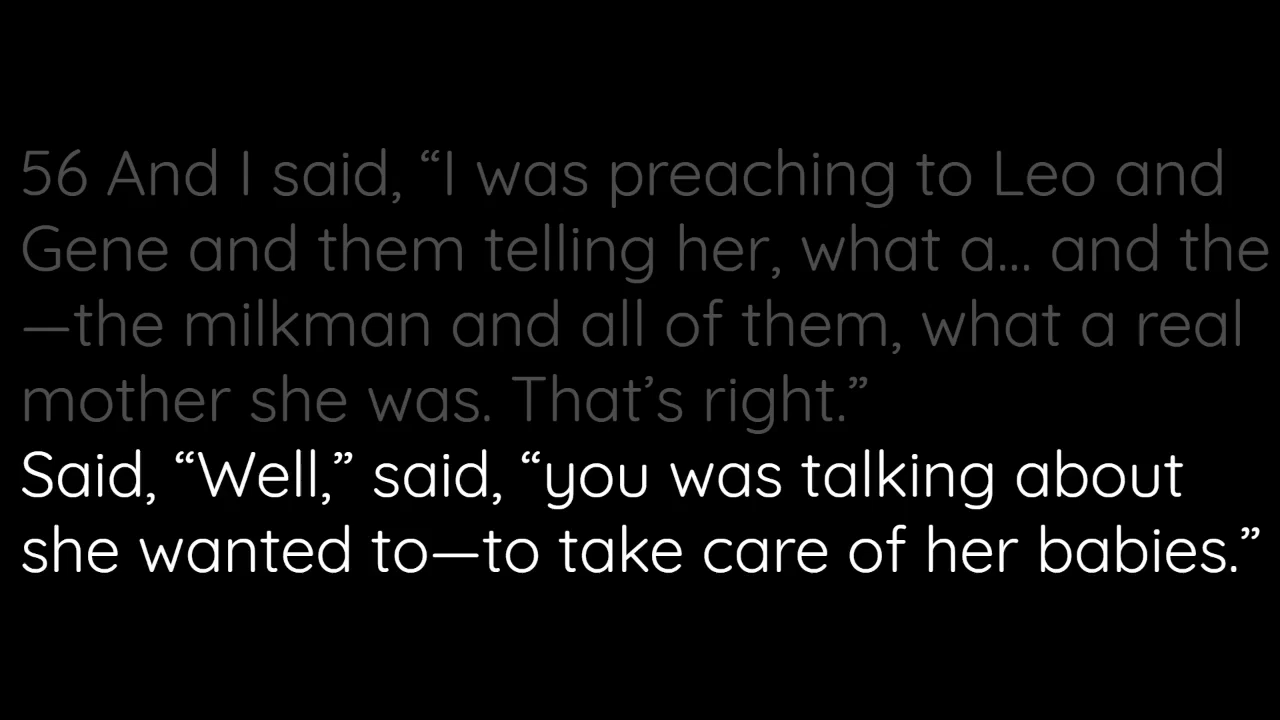 56 And I said, “I was preaching to Leo and
Gene and them telling her, what a... and the
—the milkman and all of them, what a real
mother she was. That’s right.”
Said, “Well,” said, “you was talking about
she wanted to—to take care of her babies.”